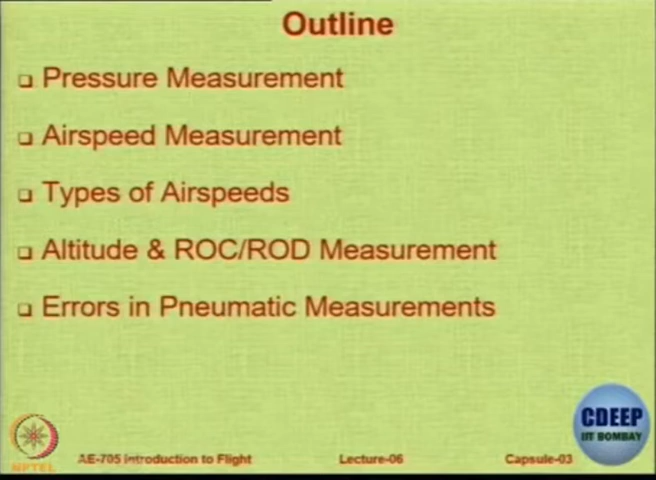 Outline
Pressure Measurement
Airspeed Measurement
Types of Airspeeds
Altitude & ROC/ROD Measurement
Errors in Pneumatic Measurements
CDEEP
IIT BOMBAY
NPTEL
AE-705 Introduction to Flight
Lecture-06
Capsule-03